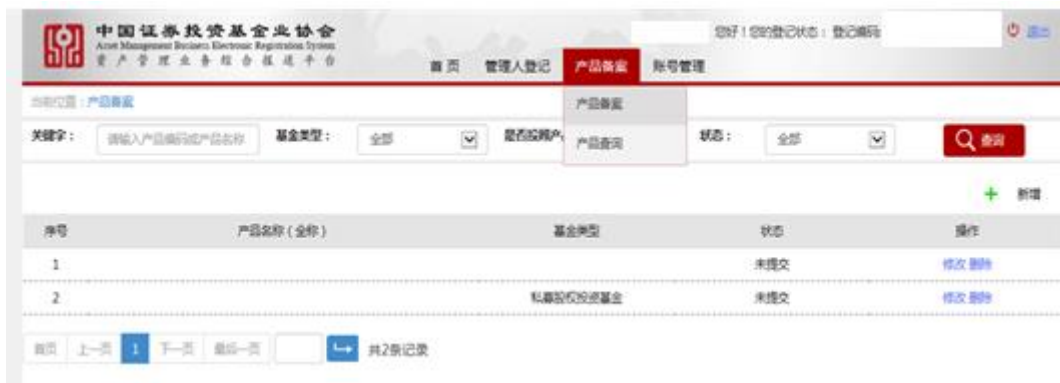 中国证券投资基金业协会
Asset Management Business Electronic Registration System
资产管理业务综合报送平台
您好！您的登记状态： 登记编码
退出
首页 管理人登记 产品备案 账号管理
当前位置：产品备案
产品备案
产品查询
关键字： 请输入产品编码或产品名称 基金类型： 全部 是否投顾产 状态： 全部 查询
+ 新增
序号 产品名称（全称） 基金类型 状态 操作
1 未提交 修改 删除
2 私募股权投资基金 未提交 修改 删除
首页 上一页 1 下一页 最后一页 共2条记录